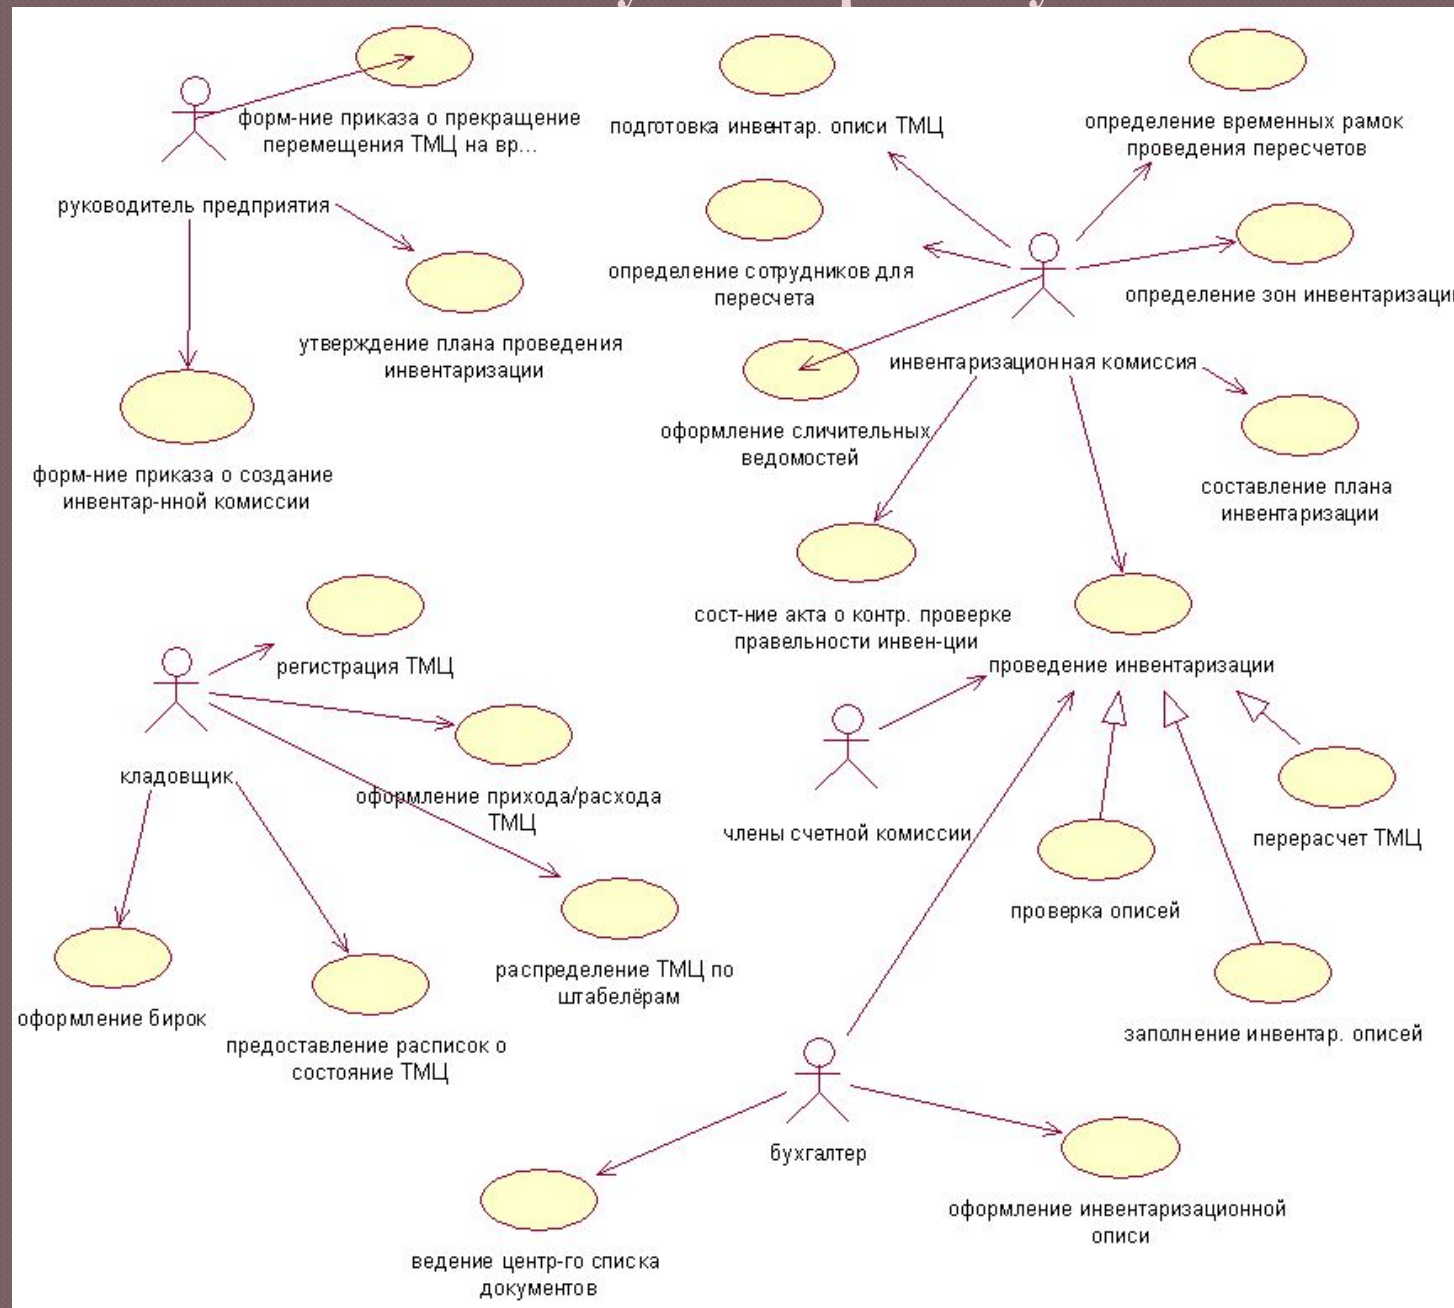 форм-ние приказа о прекращение
перемещения ТМЦ на вр...
руководитель предприятия
утверждение плана проведения
инвентаризации
форм-ние приказа о создание
инвентар-нной комиссии
подготовка инвентар. описи ТМЦ
определение временных рамок
проведения пересчетов
определение сотрудников для
пересчета
определение зон инвентаризации
инвентаризационная комиссия
оформление сличительных
ведомостей
составление плана
инвентаризации
сост-ние акта о контр. проверке
правельности инвен-ции
проведение инвентаризации
регистрация ТМЦ
кладовщик
оформление прихода/расхода
ТМЦ
члены счетной комиссии
перерасчет ТМЦ
проверка описей
распределение ТМЦ по
штабелёрам
оформление бирок
предоставление расписок о
состояние ТМЦ
заполнение инвентар. описей
бухгалтер
оформление инвентаризационной
описи
ведение центр-го списка
документов